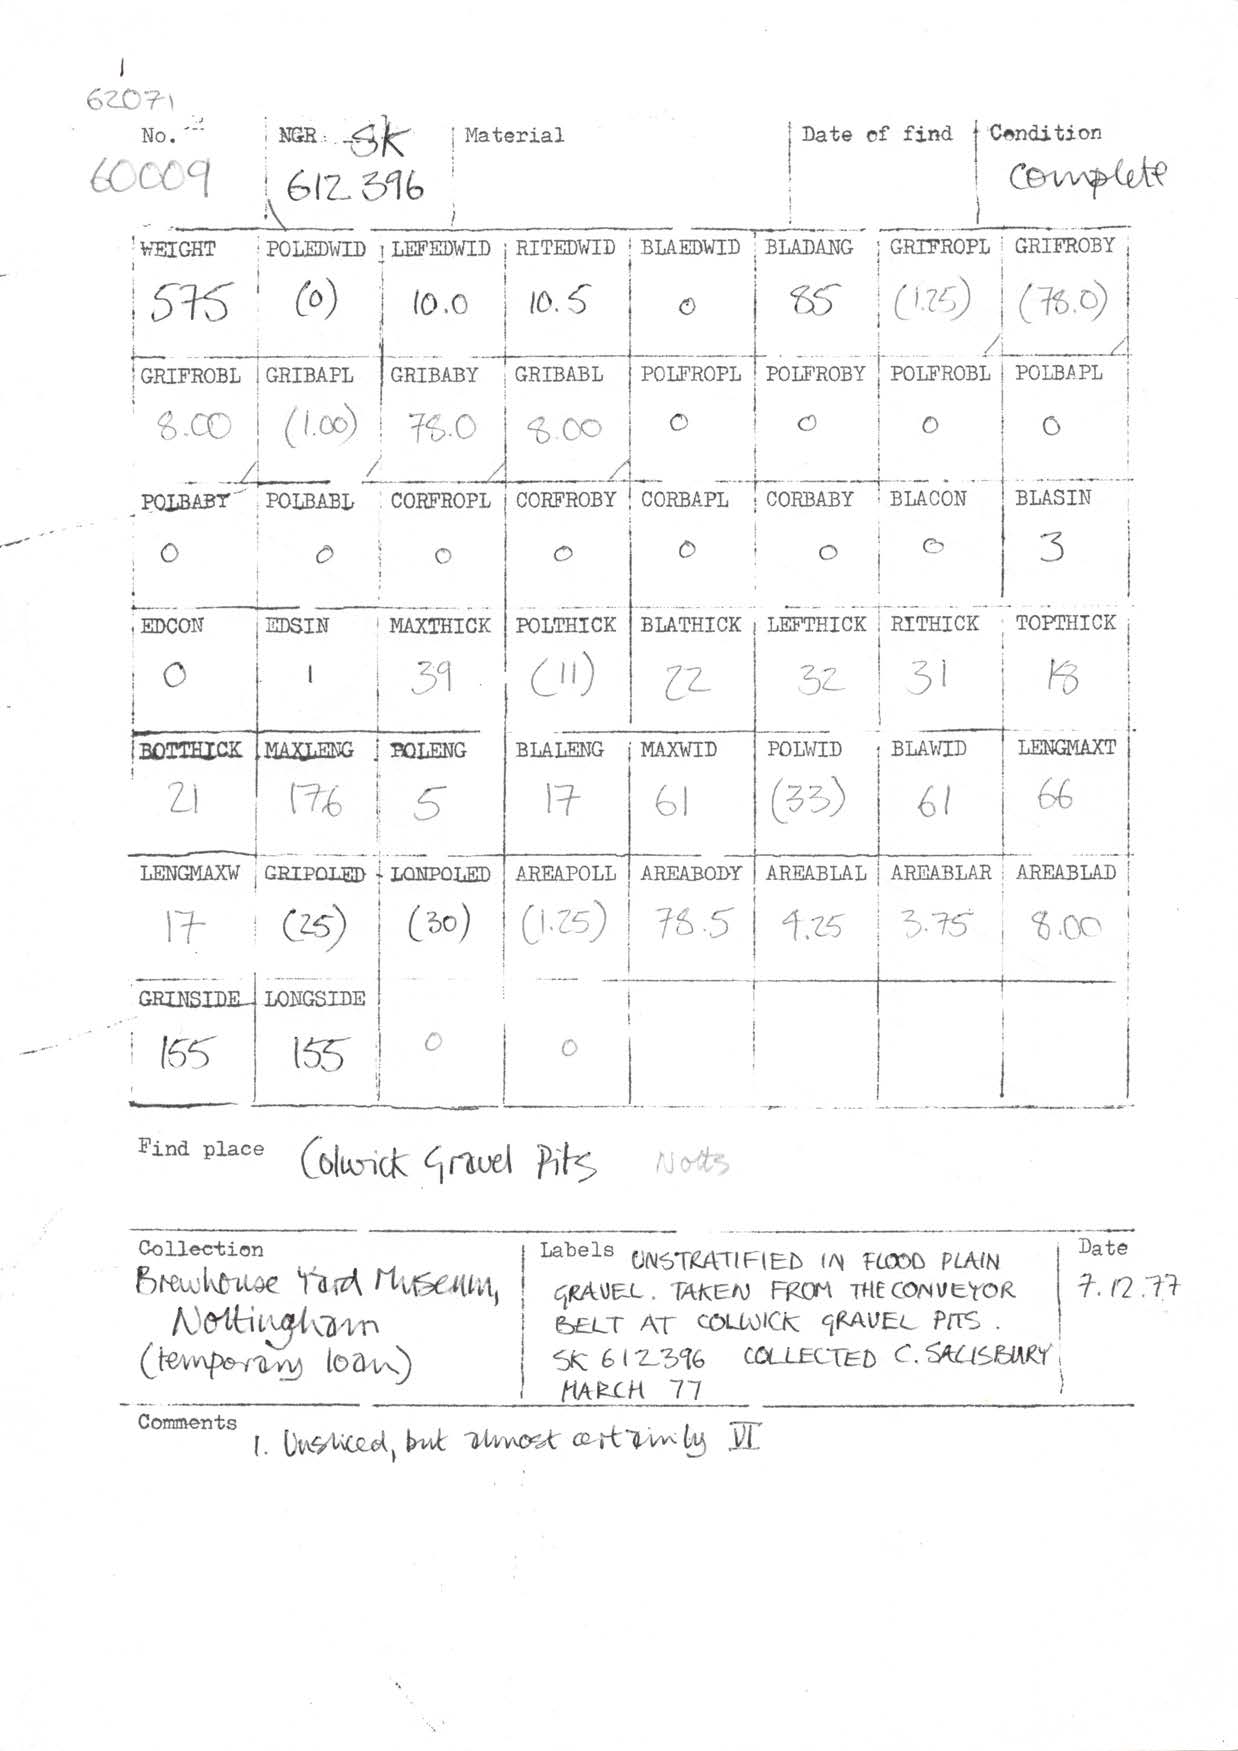 1
62071
No. NGR SK Material Date of find Condition
60009 612 396 complete
WEIGHT POLEDWID LEFEDWID RITEDWID BLAEDWID BLADANG GRIFROPL GRIFROBY
575 (0) 10.0 10.5 0 85 (1.25) (78.0)
GRIFROBL GRIBAPL GRIBABY GRIBABL POLFROPL POLFROBY POLFROBL POLBAPL
8.00 (1.00) 78.0 8.00 0 0 0 0
POLBABY POLBABL CORFROPL CORFROBY CORBAPL CORBABY BLACON BLASIN
0 0 0 0 0 0 0 3
EDCON EDSIN MAXTHICK POLTHICK BLATHICK LEFTHICK RITHICK TOPTHICK
0 1 39 (11) 22 32 31 18
BOTTHICK MAXLENG POLENG BLALENG MAXWID POLWID BLAWID LENGMAXT
21 176 5 17 61 (33) 61 66
LENGMAXW GRIPOLED LONPOLED AREAPOLL AREABODY AREABLAL AREABLAR AREABLAD
17 (25) (30) (1.25) 78.5 4.25 3.75 8.00
GRINSIDE LONGSIDE
155 155 0 0
Find place Colwick Gravel Pits Notts
Collection
Brewhouse Yard Museum,
Nottingham
(temporary loan)
Labels UNSTRATIFIED IN FLOOD PLAIN
GRAVEL. TAKEN FROM THE CONVEYOR
BELT AT COLWICK GRAVEL PITS.
SK 612396 COLLECTED C. SALISBURY
MARCH 77
Date
7.12.77
Comments 1. Unsliced, but almost certainly VI